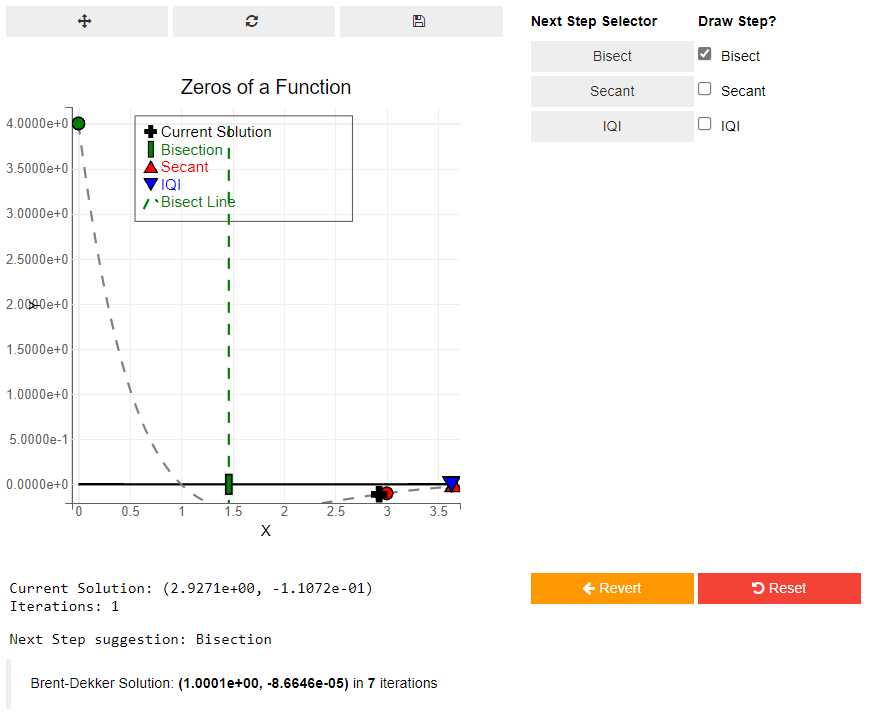 Next Step Selector
Draw Step?
Bisect
Bisect
Secant
Secant
IQI
IQI
Zeros of a Function
4.0000e+0
3.5000e+0
3.0000e+0
2.5000e+0
2.0000e+0
1.5000e+0
1.0000e+0
5.0000e-1
0.0000e+0
Y
Current Solution
Bisection
Secant
IQI
Bisect Line
0 0.5 1 1.5 2 2.5 3 3.5
X
Current Solution: (2.9271e+00, -1.1072e-01)
Iterations: 1
Next Step suggestion: Bisection
Revert
Reset
Brent-Dekker Solution: (1.0001e+00, -8.6646e-05) in 7 iterations